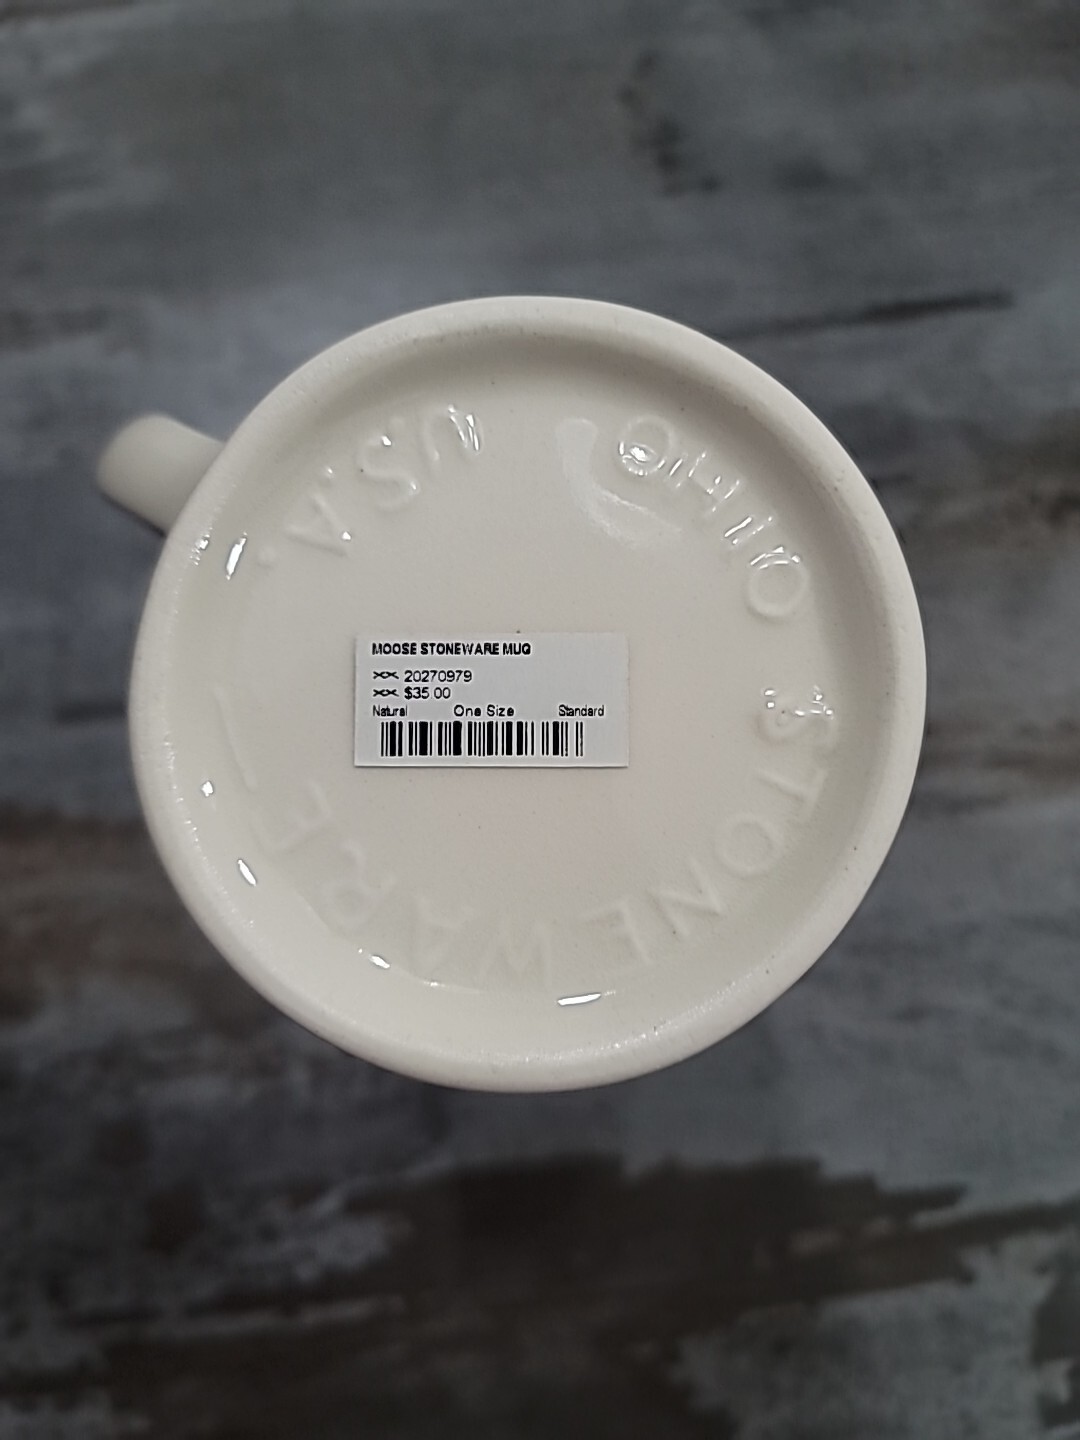 OHIO STONEWARE
U.S.A.
MOOSE STONEWARE MUG
20270979
$35.00
Natural One Size Standard